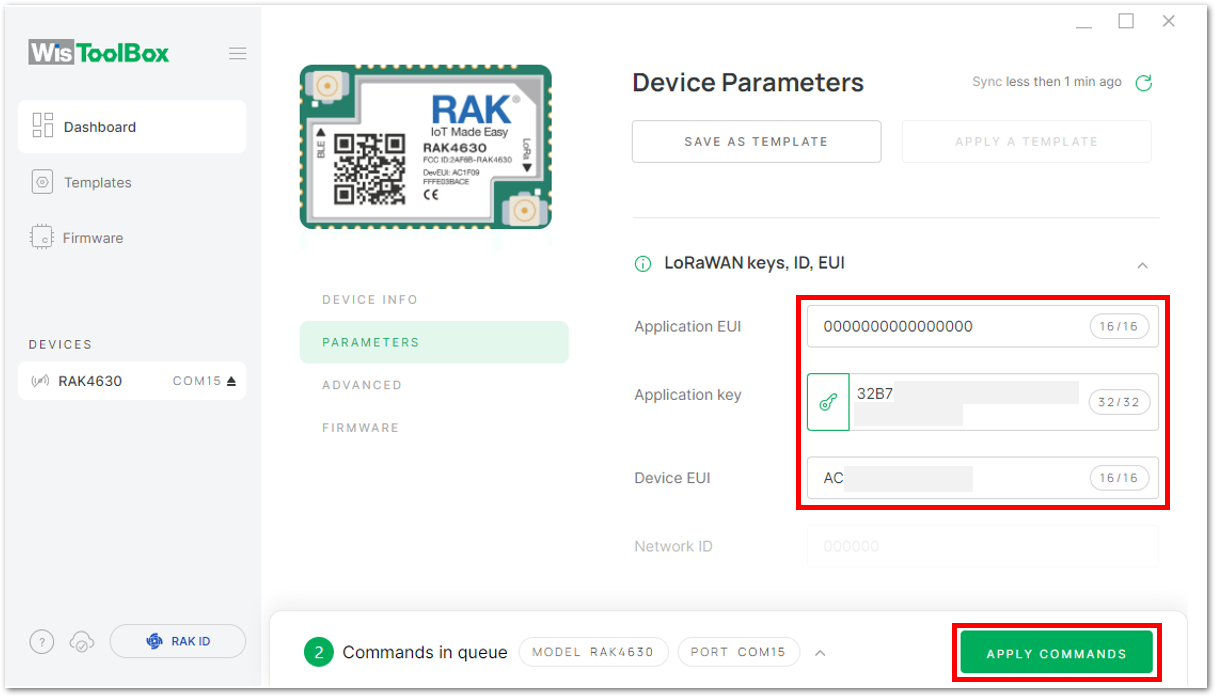 WisToolBox
Dashboard
Templates
Firmware
DEVICES
RAK4630 COM15
? RAK ID
RAK®
IoT Made Easy
RAK4630
FCC ID:2AF6B-RAK4630
DevEUI: AC1F09
FFFE03BACE
CE
BLE
LoRa
DEVICE INFO
PARAMETERS
ADVANCED
FIRMWARE
Device Parameters
Sync less then 1 min ago
SAVE AS TEMPLATE APPLY A TEMPLATE
LoRaWAN keys, ID, EUI
Application EUI 0000000000000000 16/16
Application key 32B7 32/32
Device EUI AC 16/16
Network ID 000000
2 Commands in queue MODEL RAK4630 PORT COM15 APPLY COMMANDS